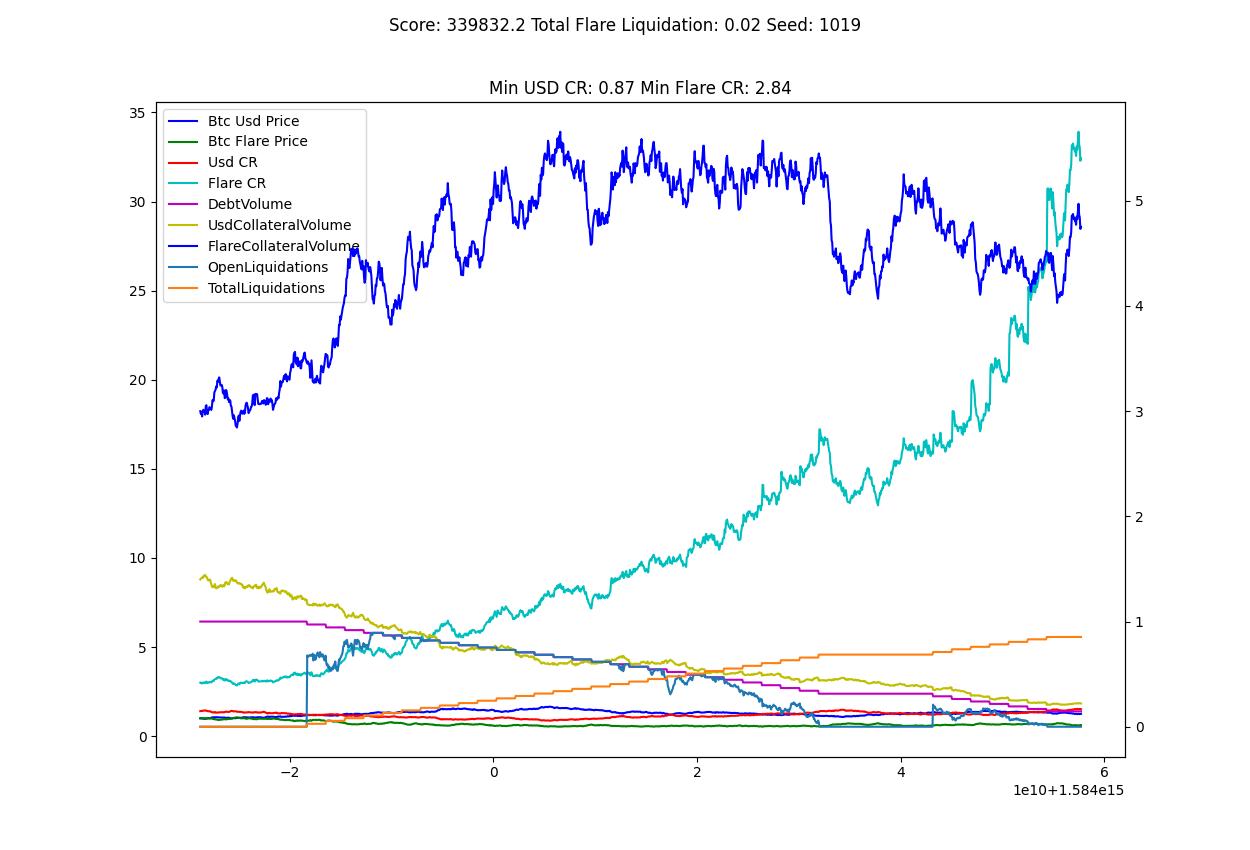 Score: 339832.2 Total Flare Liquidation: 0.02 Seed: 1019
Min USD CR: 0.87 Min Flare CR: 2.84
Btc Usd Price
Btc Flare Price
Usd CR
Flare CR
DebtVolume
UsdCollateralVolume
FlareCollateralVolume
OpenLiquidations
TotalLiquidations
35
30
25
20
15
10
5
0
5
4
3
2
1
0
−2
0
2
4
6
1e10+1.584e15